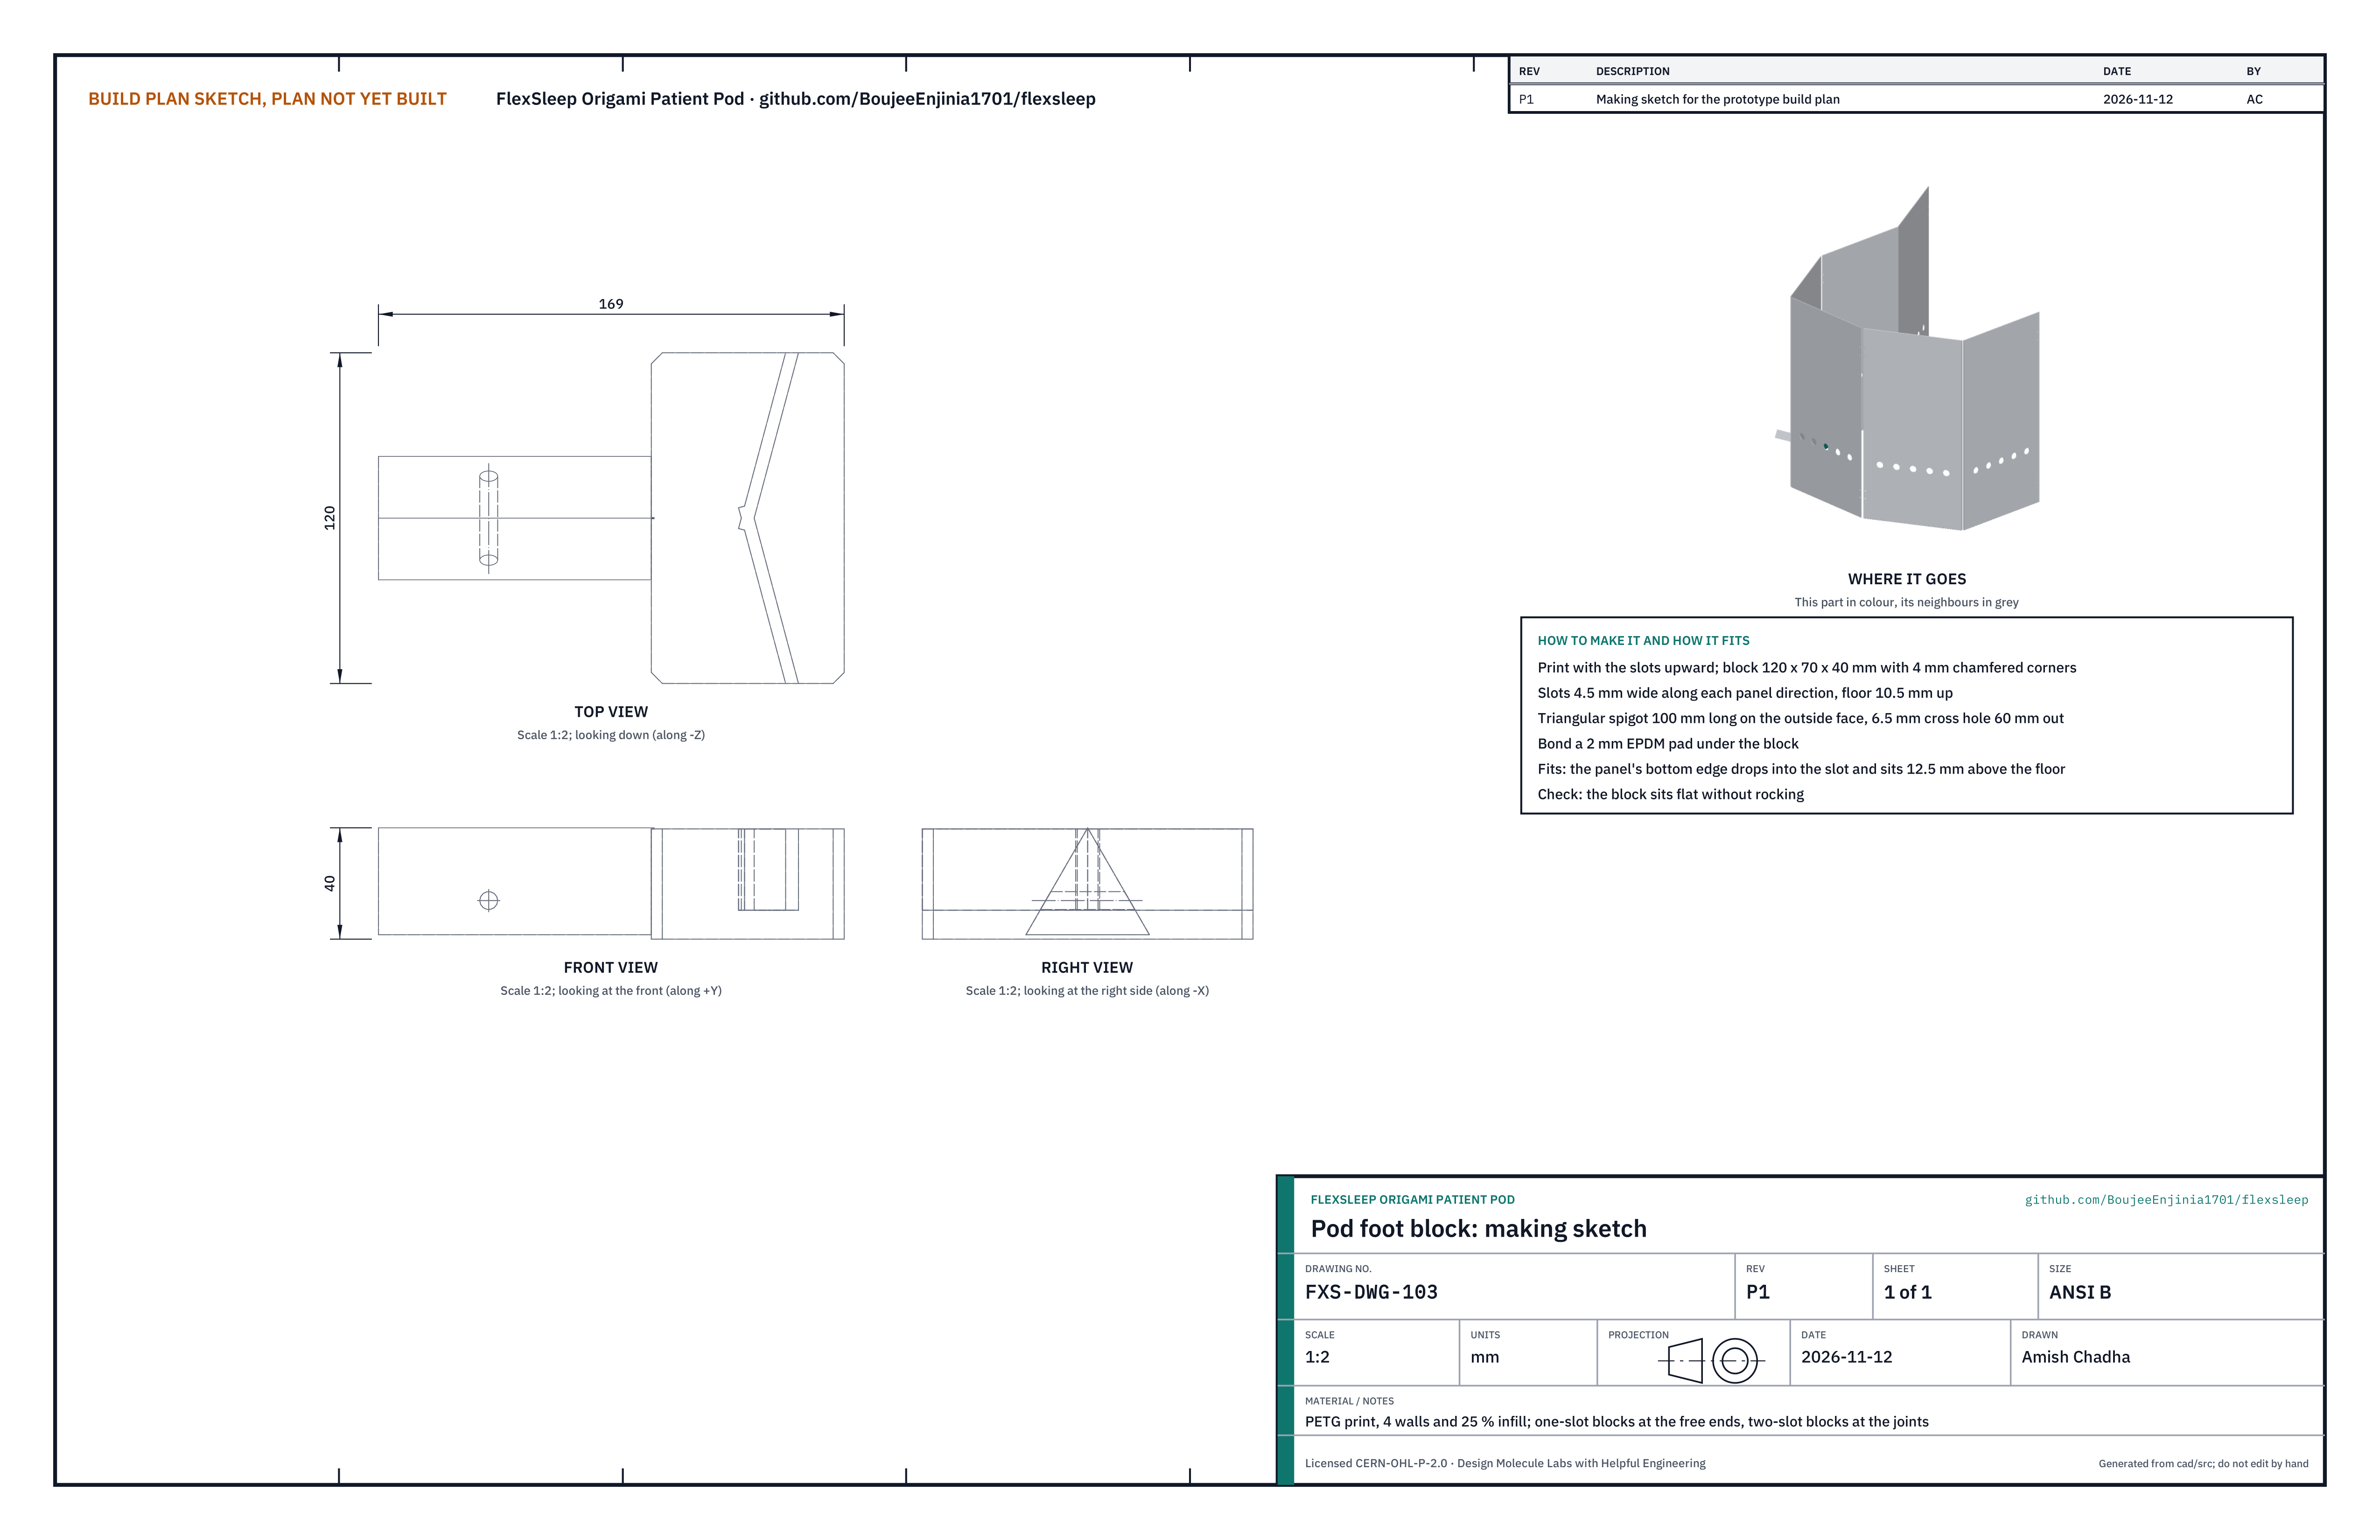 BUILD PLAN SKETCH, PLAN NOT YET BUILT
FlexSleep Origami Patient Pod · github.com/BoujeeEnjinia1701/flexsleep
REV DESCRIPTION DATE BY
P1 Making sketch for the prototype build plan 2026-11-12 AC
169
120
TOP VIEW
Scale 1:2; looking down (along -Z)
40
FRONT VIEW
Scale 1:2; looking at the front (along +Y)
RIGHT VIEW
Scale 1:2; looking at the right side (along -X)
WHERE IT GOES
This part in colour, its neighbours in grey
HOW TO MAKE IT AND HOW IT FITS
Print with the slots upward; block 120 x 70 x 40 mm with 4 mm chamfered corners
Slots 4.5 mm wide along each panel direction, floor 10.5 mm up
Triangular spigot 100 mm long on the outside face, 6.5 mm cross hole 60 mm out
Bond a 2 mm EPDM pad under the block
Fits: the panel's bottom edge drops into the slot and sits 12.5 mm above the floor
Check: the block sits flat without rocking
FLEXSLEEP ORIGAMI PATIENT POD
github.com/BoujeeEnjinia1701/flexsleep
Pod foot block: making sketch
DRAWING NO. REV SHEET SIZE
FXS-DWG-103 P1 1 of 1 ANSI B
SCALE UNITS PROJECTION DATE DRAWN
1:2 mm 2026-11-12 Amish Chadha
MATERIAL / NOTES
PETG print, 4 walls and 25 % infill; one-slot blocks at the free ends, two-slot blocks at the joints
Licensed CERN-OHL-P-2.0 · Design Molecule Labs with Helpful Engineering
Generated from cad/src; do not edit by hand